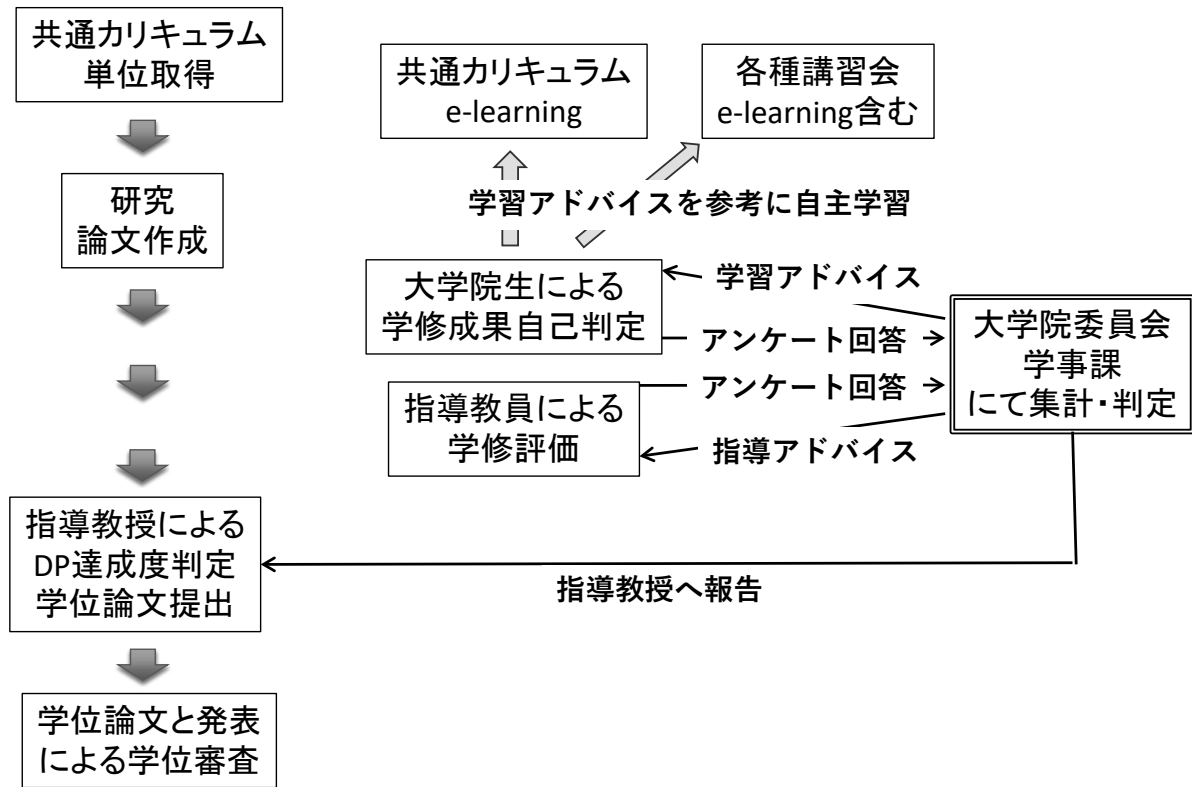 共通カリキュラム
単位取得
研究
論文作成
指導教授による
DP達成度判定
学位論文提出
学位論文と発表
による学位審査
共通カリキュラム
e-learning
各種講習会
e-learning含む
学習アドバイスを参考に自主学習
大学院生による
学修成果自己判定
学習アドバイス
アンケート回答
アンケート回答
指導教員による
学修評価
指導アドバイス
大学院委員会
学事課
にて集計・判定
指導教授へ報告